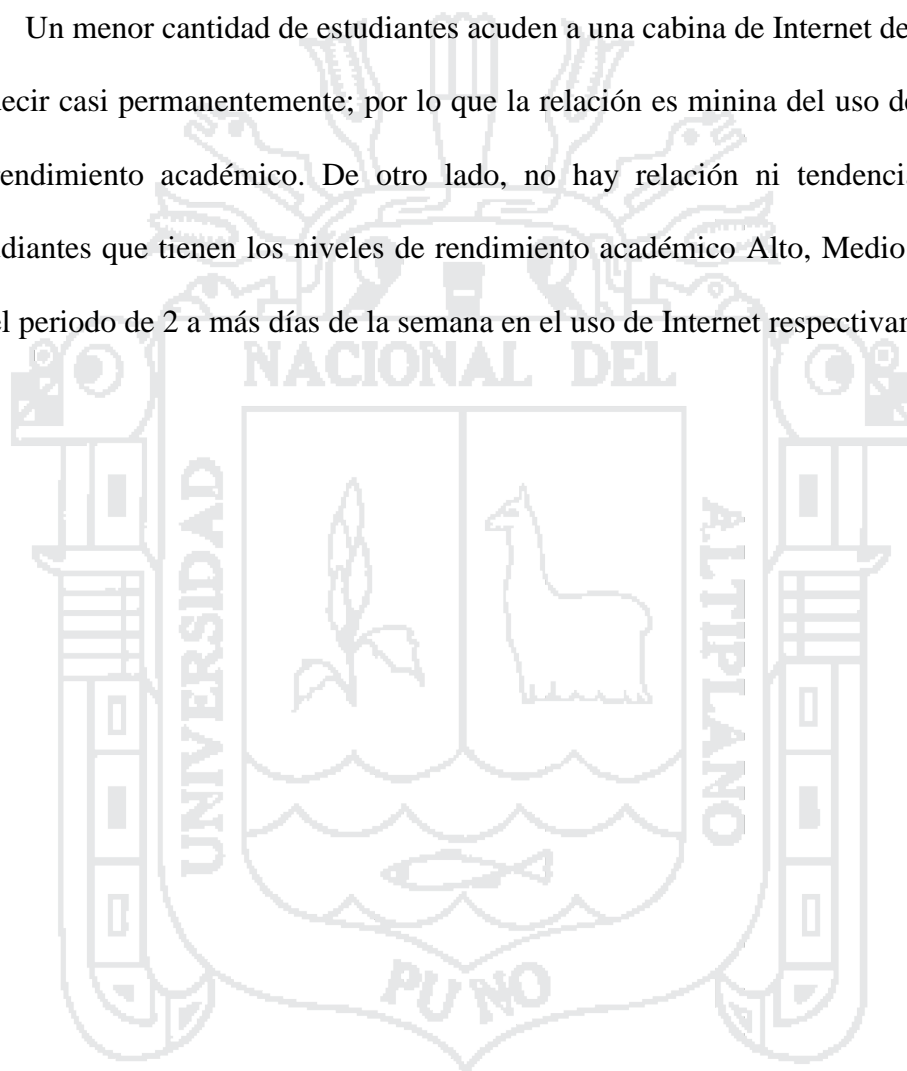 Un menor cantidad de estudiantes acuden a una cabina de Internet de
decir casi permanentemente; por lo que la relación es minina del uso de
rendimiento académico. De otro lado, no hay relación ni tendencia
diantes que tienen los niveles de rendimiento académico Alto, Medio
el periodo de 2 a más días de la semana en el uso de Internet
NACIONAL DEL
UNIVERSIDAD
ALTIPLANO
PUNO